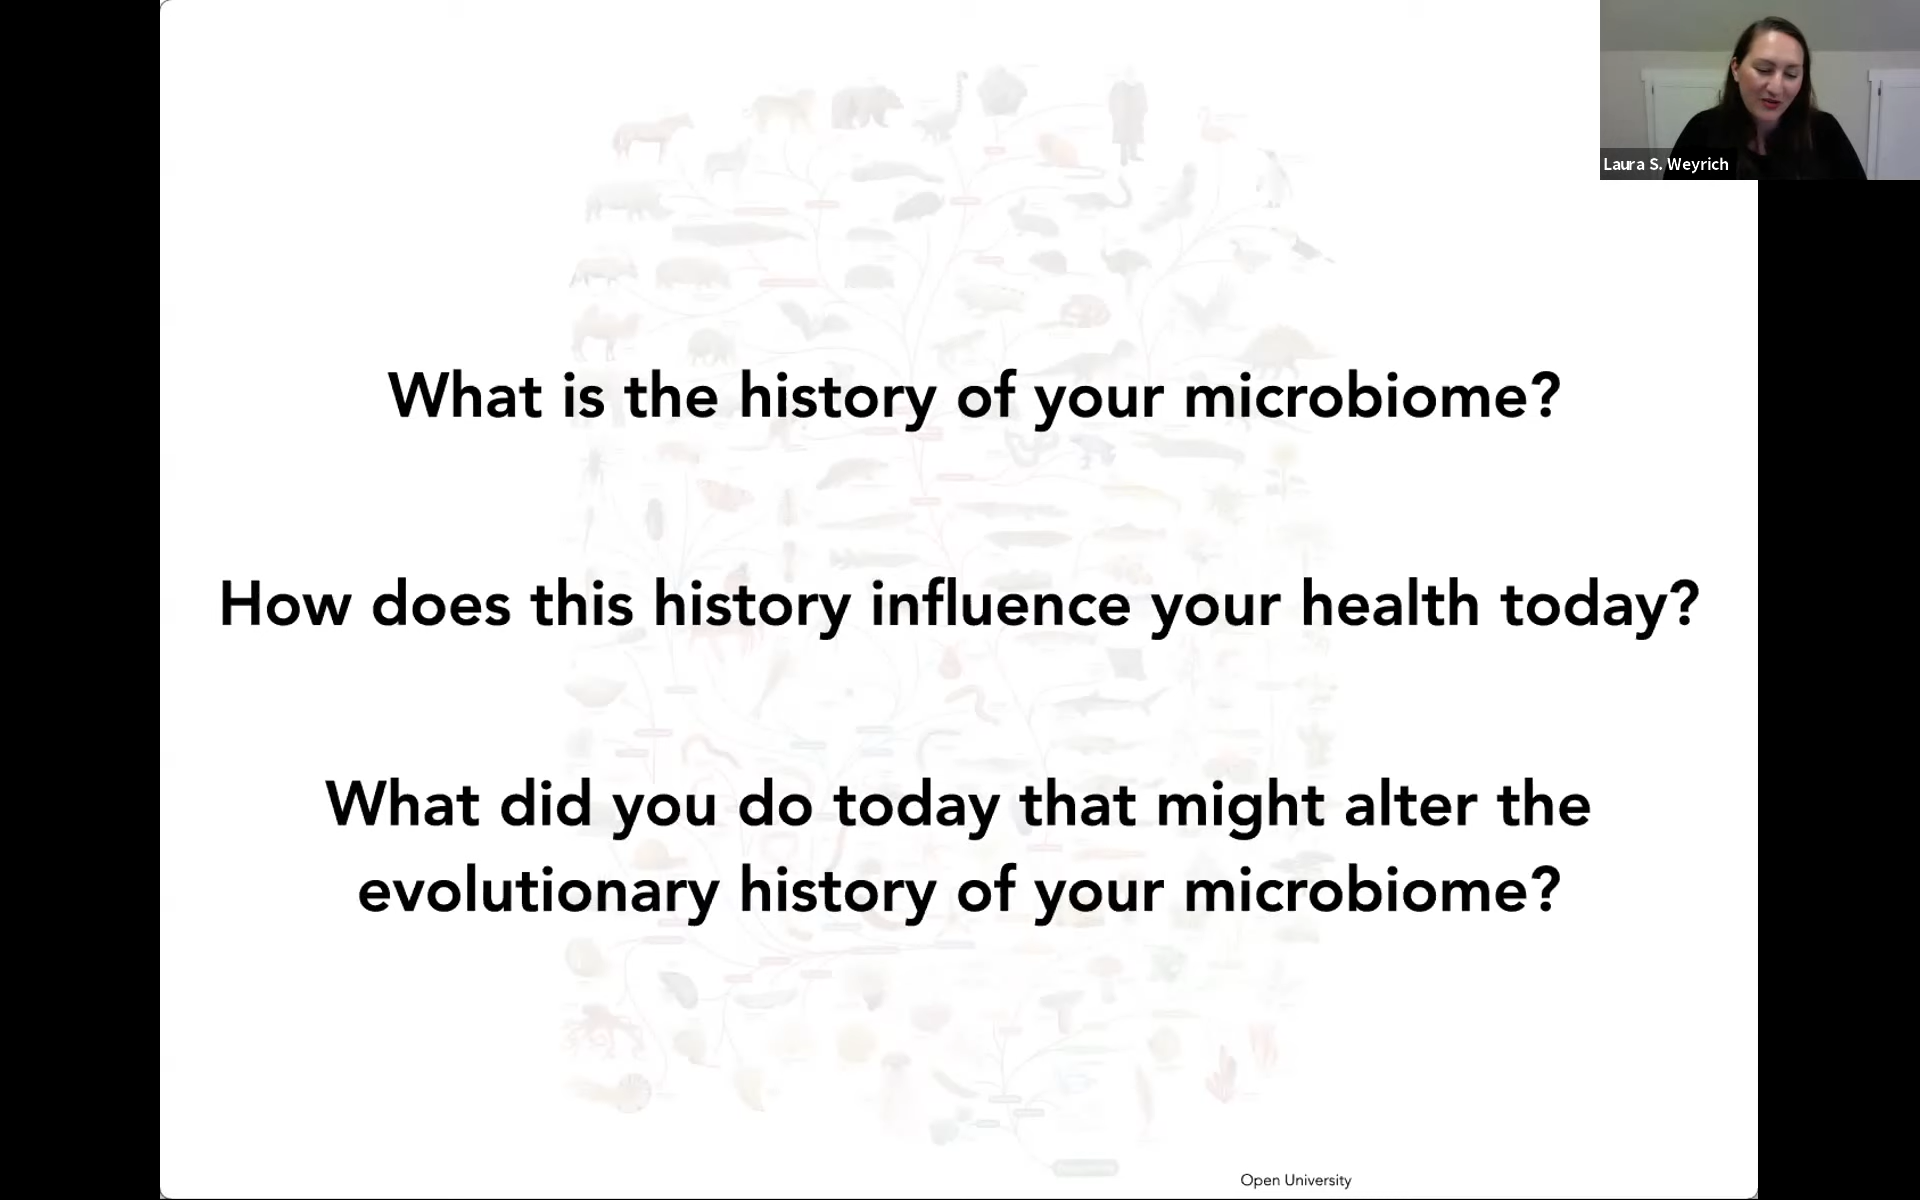 Laura S. Weyrich
What is the history of your microbiome?
How does this history influence your health today?
What did you do today that might alter the
evolutionary history of your microbiome?
Open University